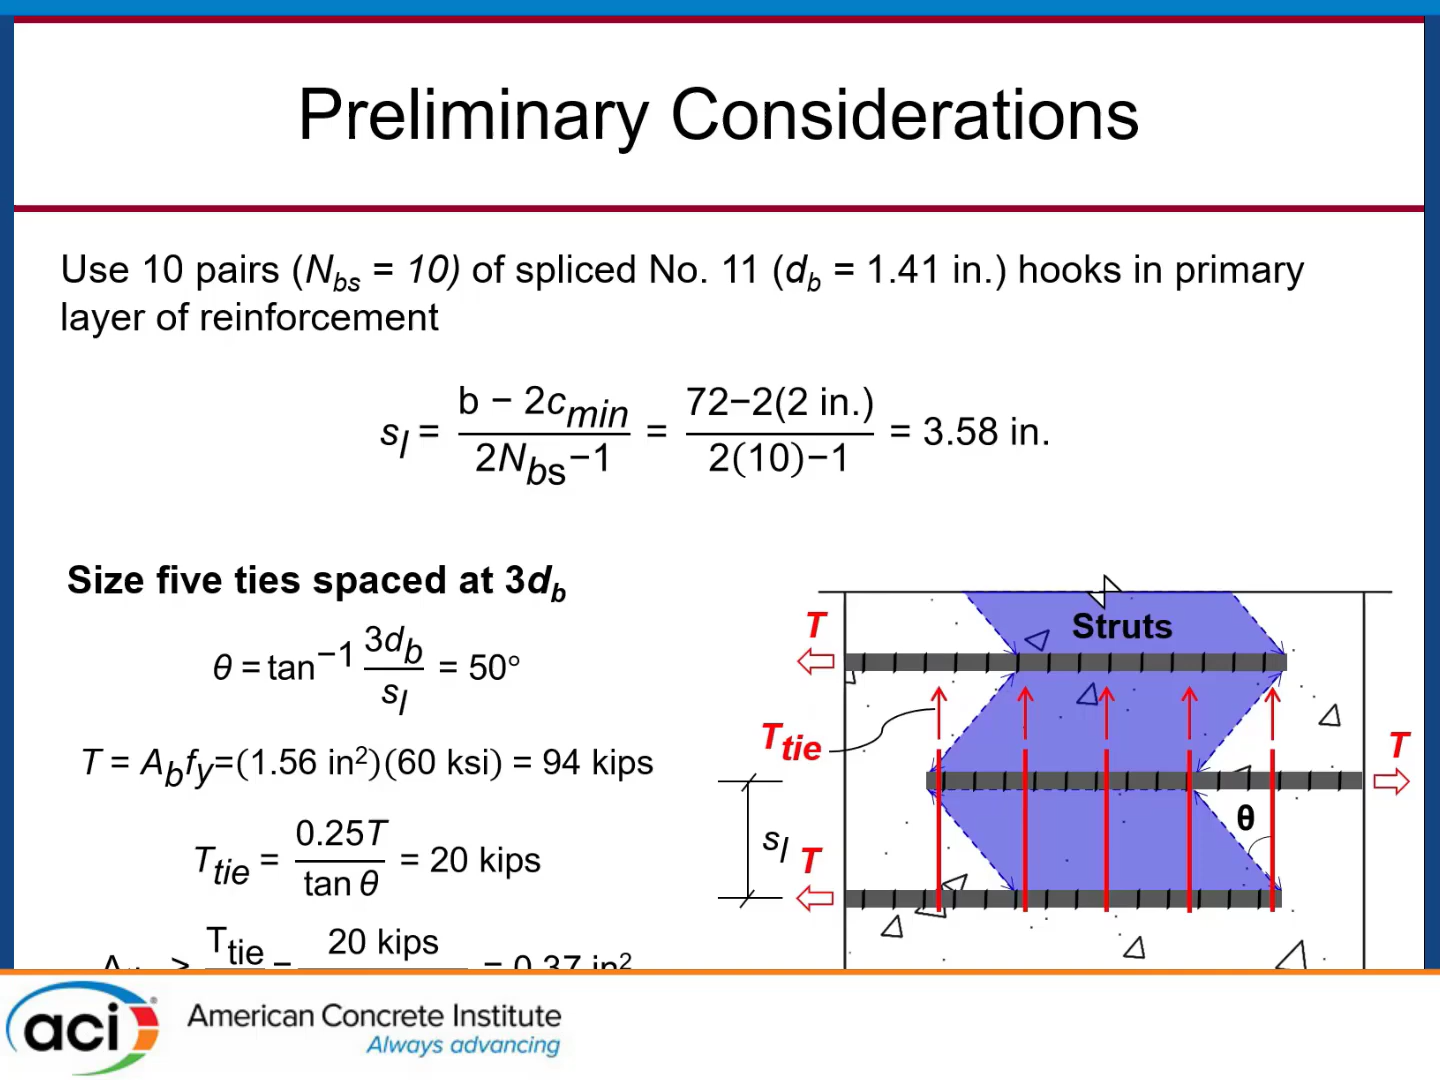 Preliminary Considerations
Use 10 pairs (N_bs = 10) of spliced No. 11 (d_b = 1.41 in.) hooks in primary
layer of reinforcement
s_l = (b − 2c_min)/(2N_bs−1) = (72−2(2 in.))/(2(10)−1) = 3.58 in.
Size five ties spaced at 3d_b
θ = tan⁻¹ 3d_b/s_l = 50°
T = A_b f_y=(1.56 in²)(60 ksi) = 94 kips
T_tie = 0.25T/tan θ = 20 kips
T_tie
20 kips
= 0.37 in²
Struts
T
T_tie
T
θ
s_l
T
aci
American Concrete Institute
Always advancing